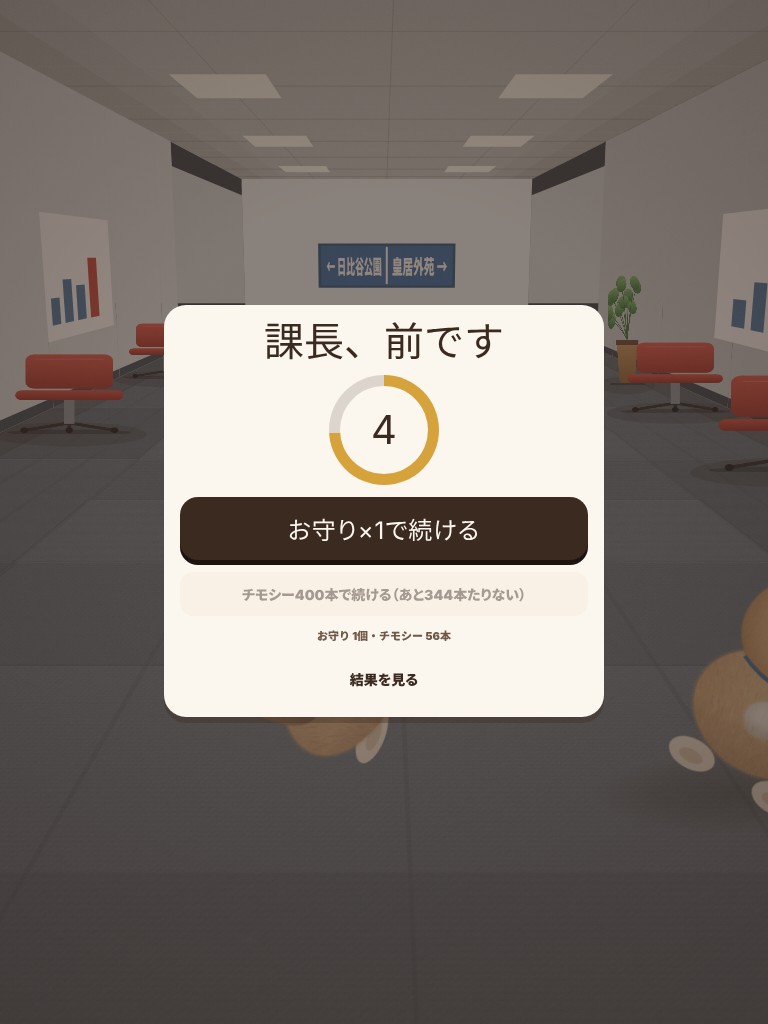 ←日比谷公園 皇居外苑→
課長、前です
4
お守り×1で続ける
チモシー400本で続ける(あと344本たりない)
お守り 1個・チモシー 56本
結果を見る